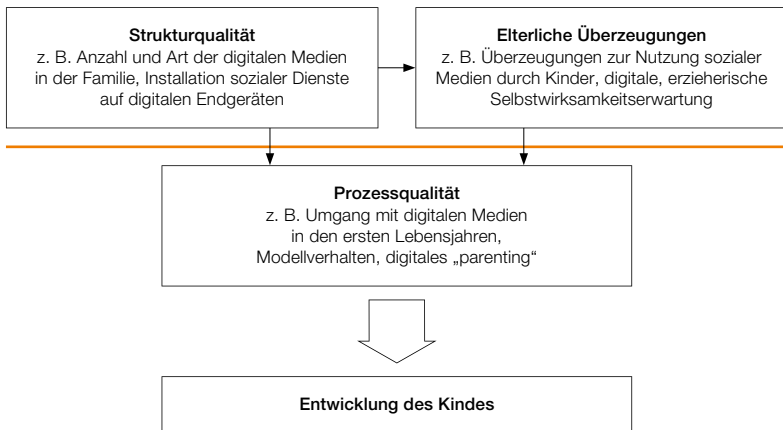 Strukturqualität
z. B. Anzahl und Art der digitalen Medien
in der Familie, Installation sozialer Dienste
auf digitalen Endgeräten
Elterliche Überzeugungen
z. B. Überzeugungen zur Nutzung sozialer
Medien durch Kinder, digitale, erzieherische
Selbstwirksamkeitserwartung
Prozessqualität
z. B. Umgang mit digitalen Medien
in den ersten Lebensjahren,
Modellverhalten, digitales „parenting“
Entwicklung des Kindes